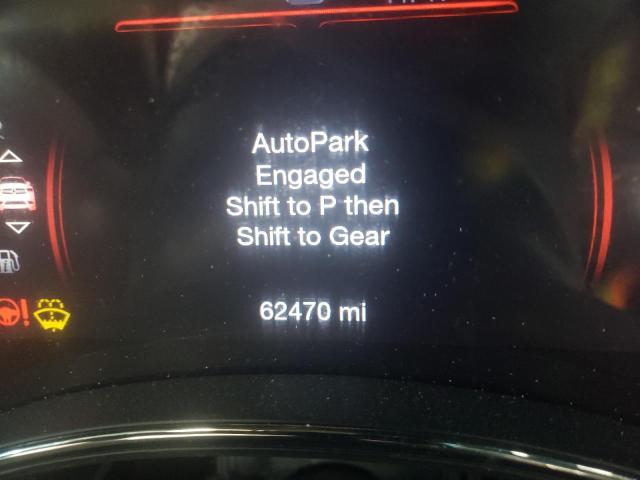 AutoPark
Engaged
Shift to P then
Shift to Gear
62470 mi